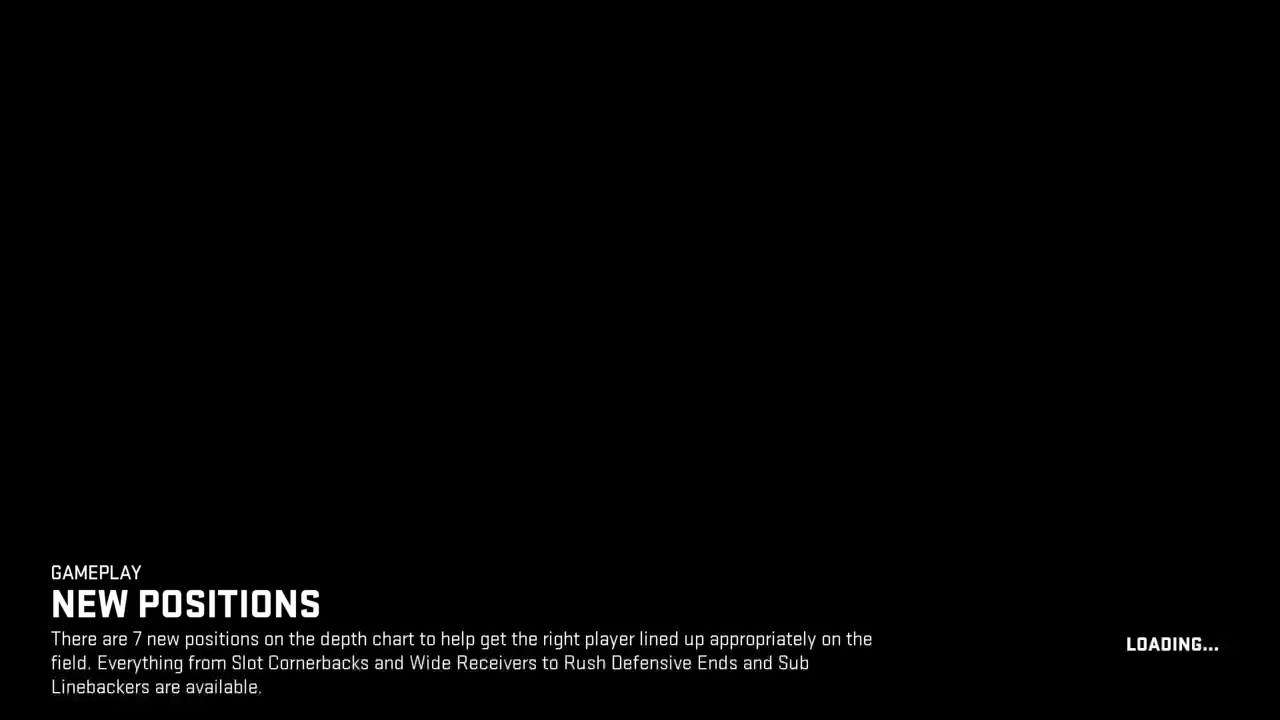 GAMEPLAY
NEW POSITIONS
There are 7 new positions on the depth chart to help get the right player lined up appropriately on the
field. Everything from Slot Cornerbacks and Wide Receivers to Rush Defensive Ends and Sub
Linebackers are available.
LOADING...